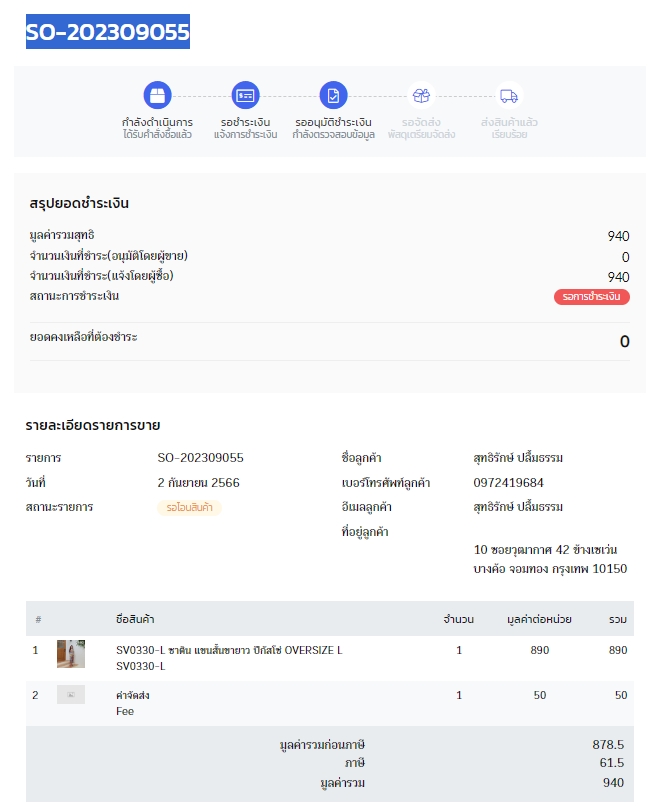 SO-202309055
กำลังดำเนินการ
ได้รับคำสั่งซื้อแล้ว
รอชำระเงิน
แจ้งการชำระเงิน
รออนุมัติชำระเงิน
กำลังตรวจสอบข้อมูล
รอจัดส่ง
พัสดุเตรียมจัดส่ง
ส่งสินค้าแล้ว
เรียบร้อย
สรุปยอดชำระเงิน
มูลค่ารวมสุทธิ 940
จำนวนเงินที่ชำระ(อนุมัติโดยผู้ขาย) 0
จำนวนเงินที่ชำระ(แจ้งโดยผู้ซื้อ) 940
สถานะการชำระเงิน รอการชำระเงิน
ยอดคงเหลือที่ต้องชำระ 0
รายละเอียดรายการขาย
รายการ SO-202309055
วันที่ 2 กันยายน 2566
สถานะรายการ รอโอนสินค้า
ชื่อลูกค้า สุทธิรักษ์ ปลื้มธรรม
เบอร์โทรศัพท์ลูกค้า 0972419684
อีเมลลูกค้า สุทธิรักษ์ ปลื้มธรรม
ที่อยู่ลูกค้า
10 ซอยวุฒากาศ 42 ข้างเซเว่น
บางค้อ จอมทอง กรุงเทพ 10150
# ชื่อสินค้า จำนวน มูลค่าต่อหน่วย รวม
1 SV0330-L ซาติน แขนสั้นขายาว ปีกัสโซ่ OVERSIZE L 1 890 890
SV0330-L
2 ค่าจัดส่ง 1 50 50
Fee
มูลค่ารวมก่อนภาษี 878.5
ภาษี 61.5
มูลค่ารวม 940